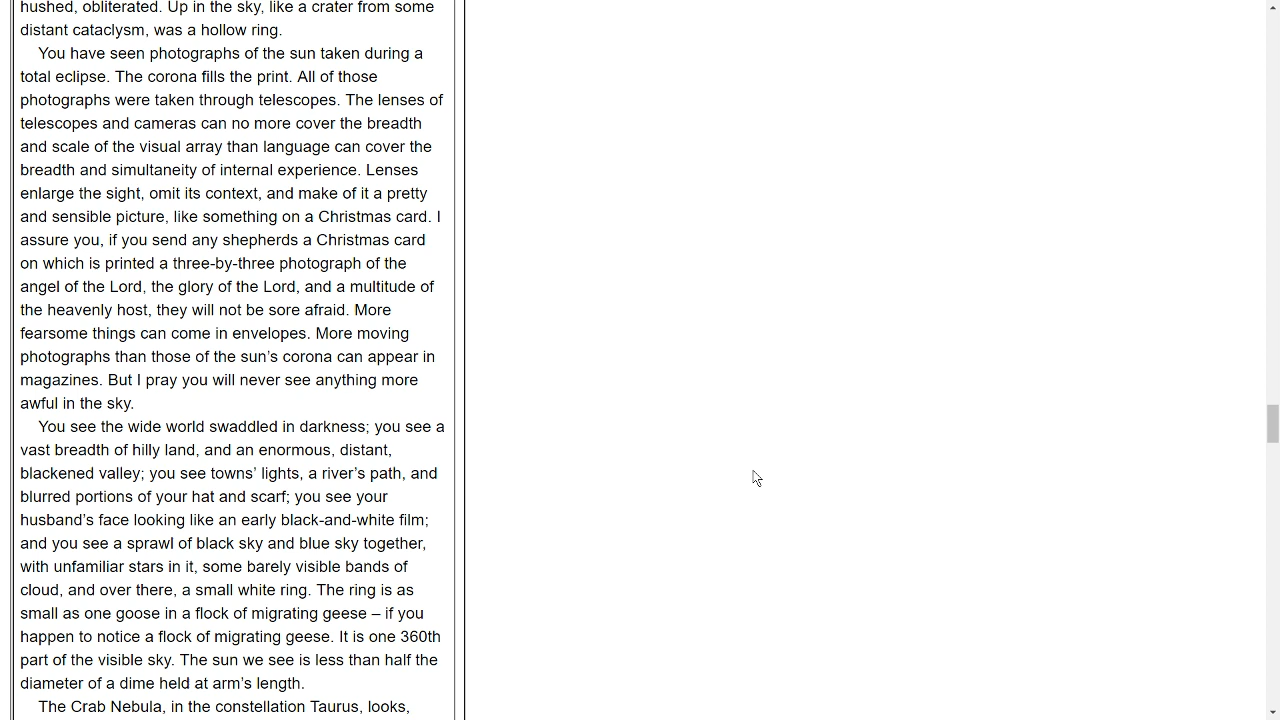 hushed, obliterated. Up in the sky, like a crater from some
distant cataclysm, was a hollow ring.
You have seen photographs of the sun taken during a
total eclipse. The corona fills the print. All of those
photographs were taken through telescopes. The lenses of
telescopes and cameras can no more cover the breadth
and scale of the visual array than language can cover the
breadth and simultaneity of internal experience. Lenses
enlarge the sight, omit its context, and make of it a pretty
and sensible picture, like something on a Christmas card. I
assure you, if you send any shepherds a Christmas card
on which is printed a three-by-three photograph of the
angel of the Lord, the glory of the Lord, and a multitude of
the heavenly host, they will not be sore afraid. More
fearsome things can come in envelopes. More moving
photographs than those of the sun’s corona can appear in
magazines. But I pray you will never see anything more
awful in the sky.
You see the wide world swaddled in darkness; you see a
vast breadth of hilly land, and an enormous, distant,
blackened valley; you see towns’ lights, a river’s path, and
blurred portions of your hat and scarf; you see your
husband’s face looking like an early black-and-white film;
and you see a sprawl of black sky and blue sky together,
with unfamiliar stars in it, some barely visible bands of
cloud, and over there, a small white ring. The ring is as
small as one goose in a flock of migrating geese – if you
happen to notice a flock of migrating geese. It is one 360th
part of the visible sky. The sun we see is less than half the
diameter of a dime held at arm’s length.
The Crab Nebula, in the constellation Taurus, looks,